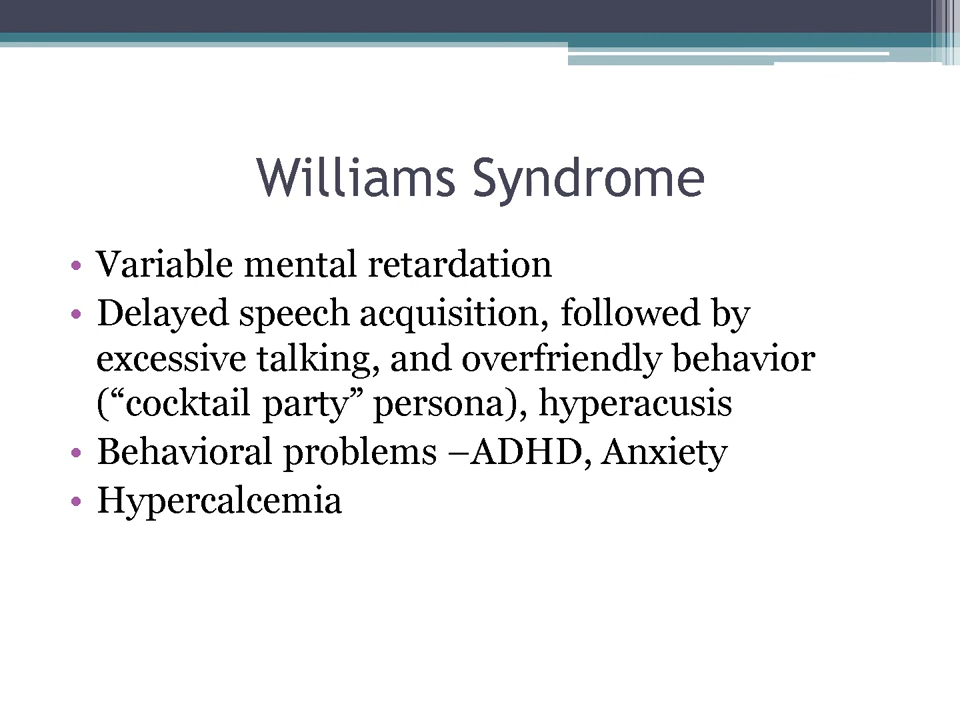 Williams Syndrome
• Variable mental retardation
• Delayed speech acquisition, followed by
excessive talking, and overfriendly behavior
(“cocktail party” persona), hyperacusis
• Behavioral problems –ADHD, Anxiety
• Hypercalcemia